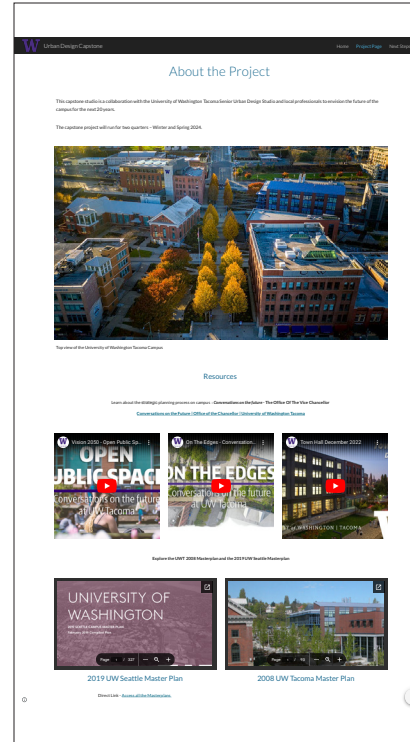 W Urban Design Capstone
Home Project Page Next Steps
About the Project
This capstone studio is a collaboration with the University of Washington Tacoma Senior Urban Design Studio and local professionals to envision the future of the
campus for the next 20 years.
The capstone project will run for two quarters – Winter and Spring 2024.
Top view of the University of Washington Tacoma Campus
Resources
Learn about the strategic planning process on campus - Conversations on the future - The Office Of The Vice Chancellor
Conversations on the Future | Office of the Chancellor | University of Washington Tacoma
W Vision 2050 - Open Public Sp...
OPEN
PUBLIC SPACE
Conversations on the future
at UW Tacoma
W On The Edges - Conversation...
ON THE EDGES
Conversations on the future
at UW Tacoma
W Town Hall December 2022
of WASHINGTON | TACOMA
Explore the UWT 2008 Masterplan and the 2019 UW Seattle Masterplan
UNIVERSITY OF
WASHINGTON
Page / 337
Page / 93
2019 UW Seattle Master Plan
2008 UW Tacoma Master Plan
Direct Link - Access all the Masterplans.